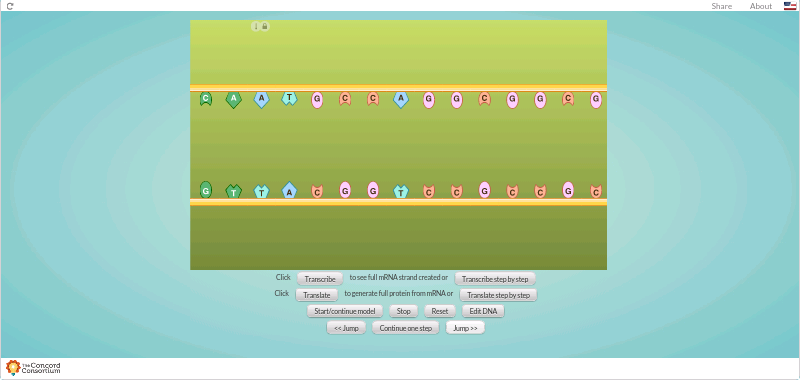 Share About
C A A T G C C A G G C G G C G
G T T A C G G T C C G C C G C
Click Transcribe to see full mRNA strand created or Transcribe step by step
Click Translate to generate full protein from mRNA or Translate step by step
Start/continue model Stop Reset Edit DNA
<< Jump Continue one step Jump >>
The Concord
Consortium